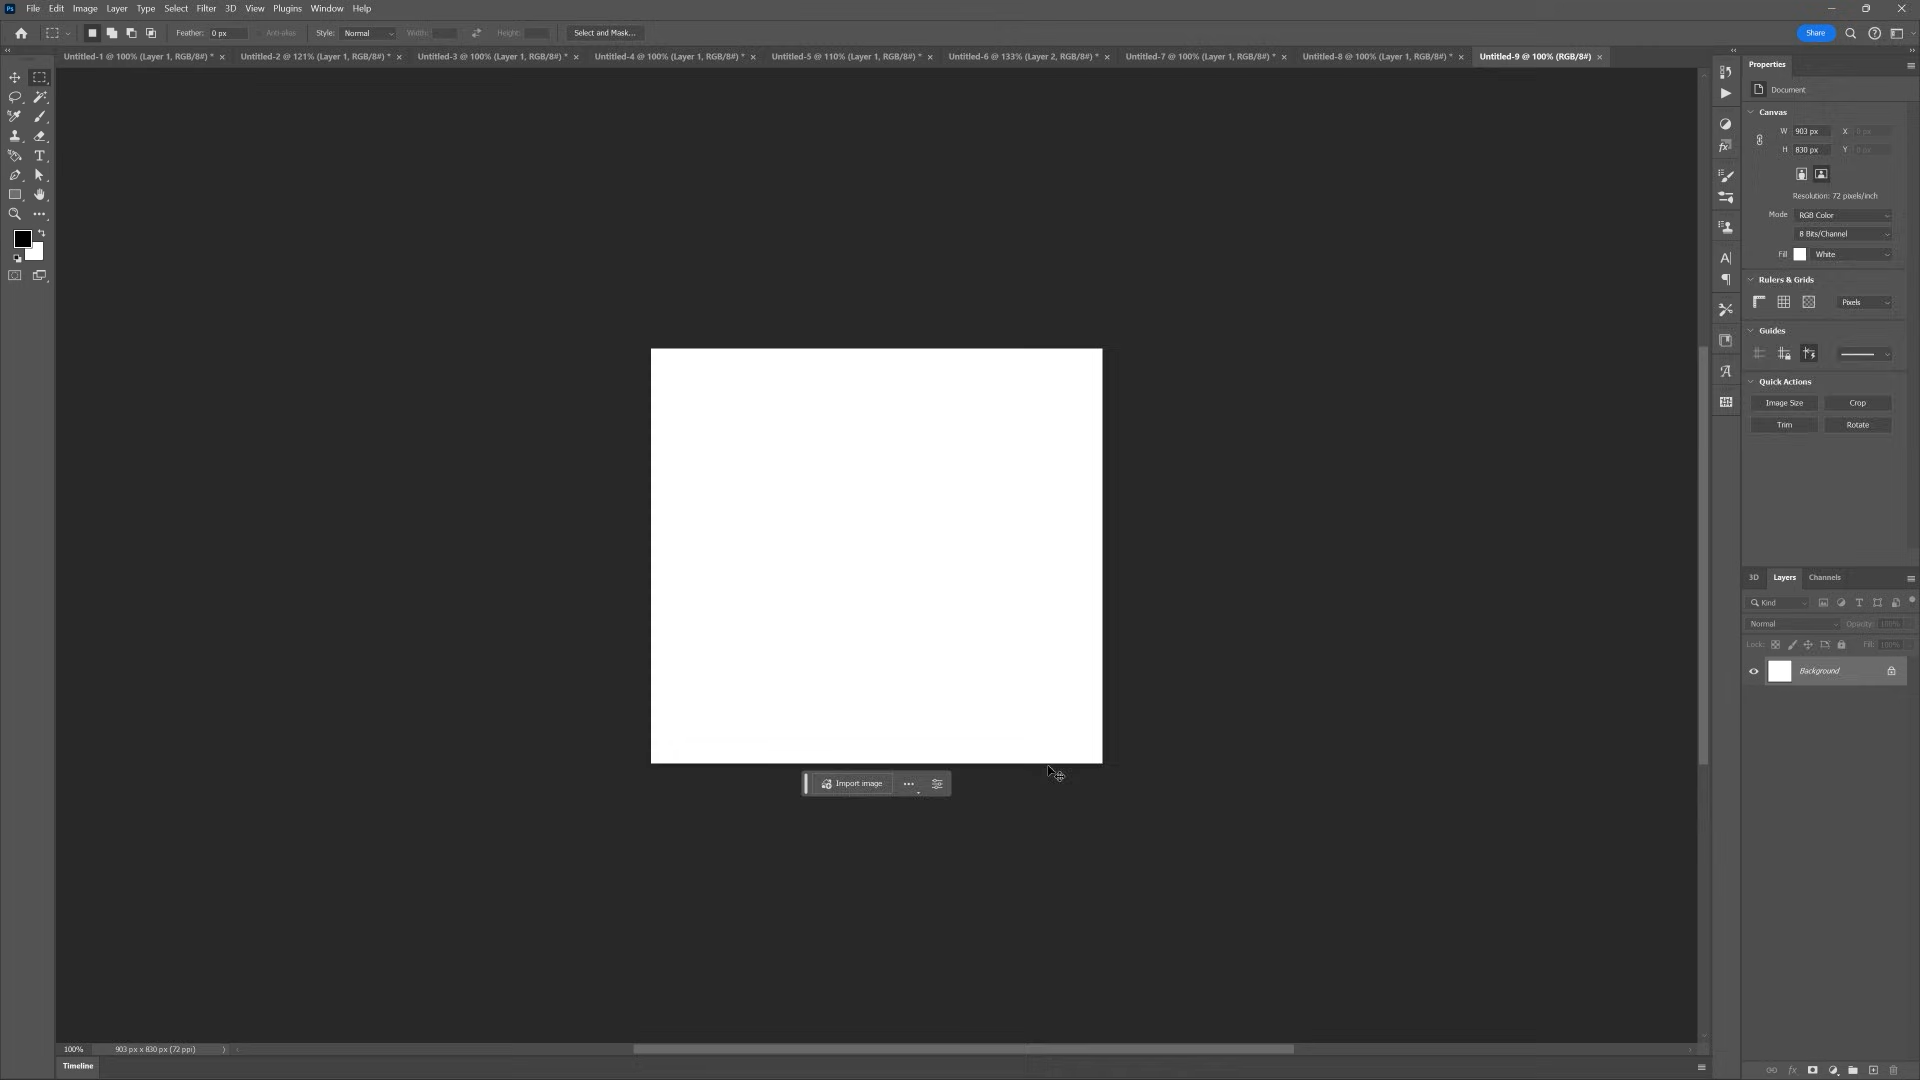 Ps File Edit Image Layer Type Select Filter 3D View Plugins Window Help
Feather: 0 px Anti-alias Style: Normal Width: Height: Select and Mask... Share
Untitled-1 @ 100% (Layer 1, RGB/8#) * Untitled-2 @ 121% (Layer 1, RGB/8#) * Untitled-3 @ 100% (Layer 1, RGB/8#) * Untitled-4 @ 100% (Layer 1, RGB/8#) * Untitled-5 @ 110% (Layer 1, RGB/8#) * Untitled-6 @ 133% (Layer 2, RGB/8#) * Untitled-7 @ 100% (Layer 1, RGB/8#) * Untitled-8 @ 100% (Layer 1, RGB/8#) * Untitled-9 @ 100% (RGB/8#)
Properties
Document
Canvas
W 903 px X 0 px
H 830 px Y 0 px
Resolution: 72 pixels/inch
Mode RGB Color
8 Bits/Channel
Fill White
Rulers & Grids
Pixels
Guides
Quick Actions
Image Size Crop
Trim Rotate
3D Layers Channels
Kind
Normal Opacity: 100%
Lock: Fill: 100%
Background
Import image
100% 903 px x 830 px (72 ppi)
Timeline